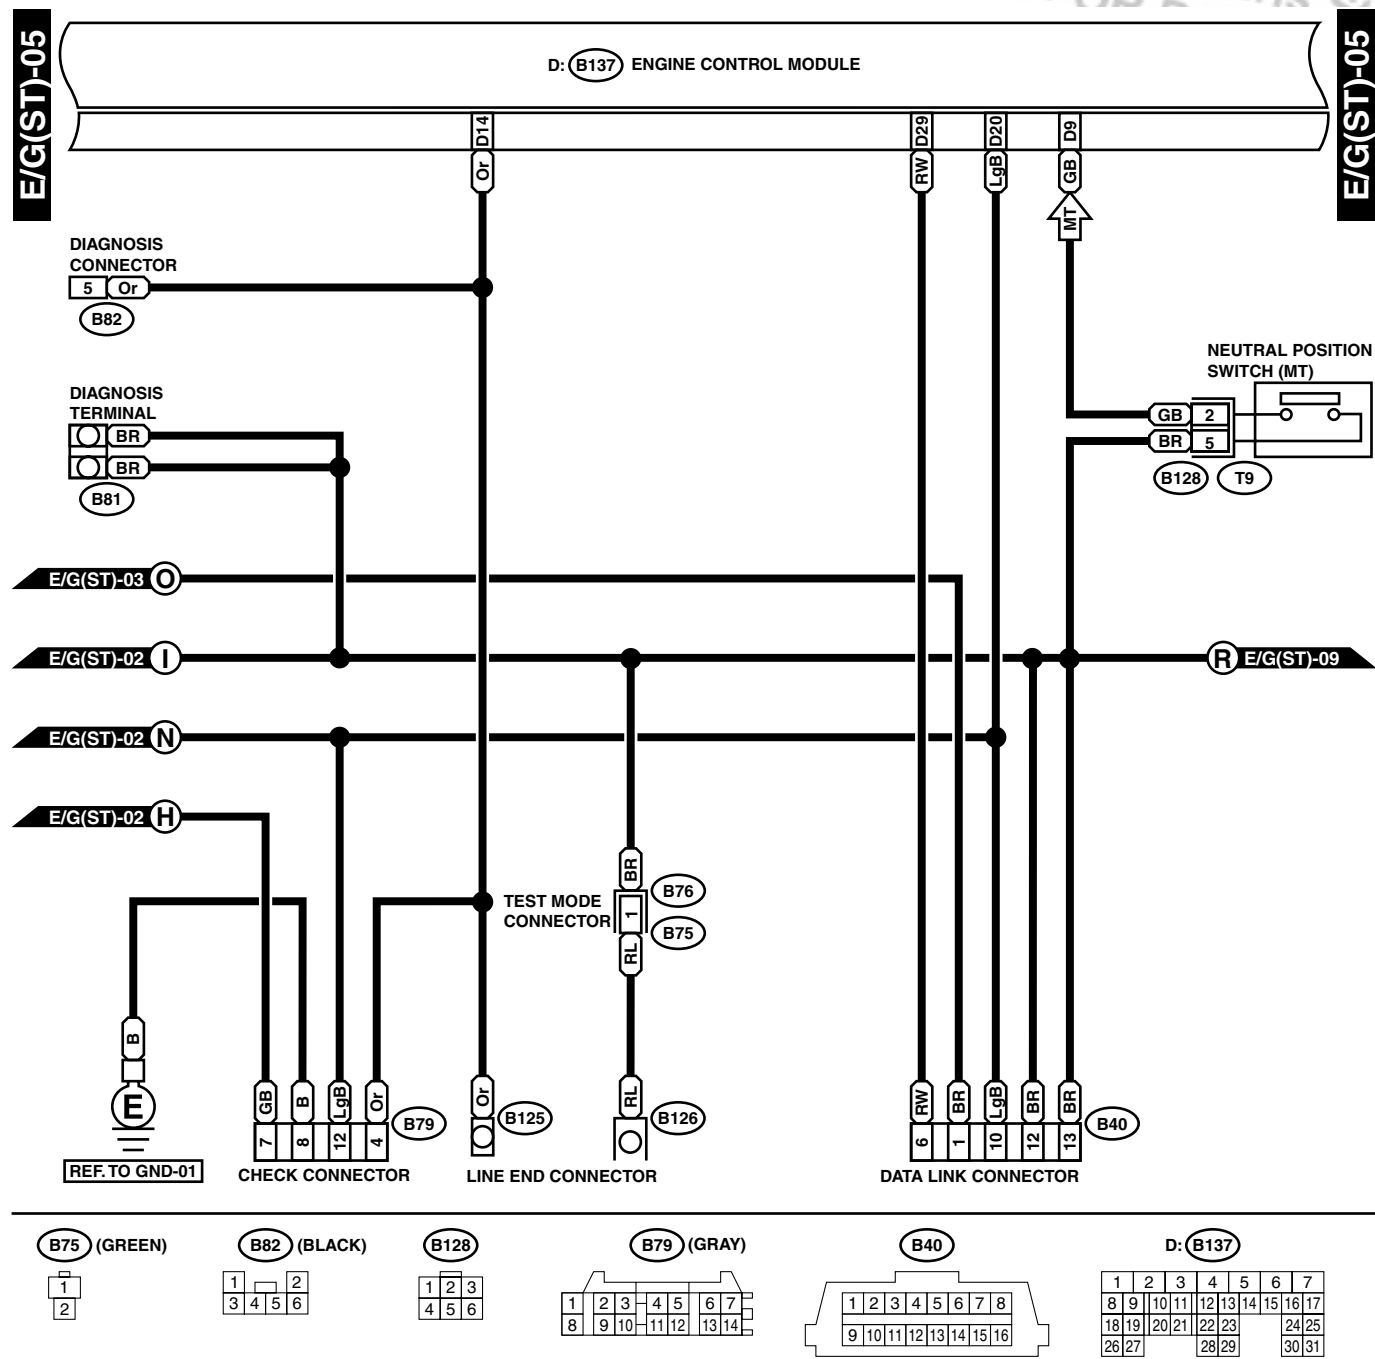 E/G(ST)-05
D: B137 ENGINE CONTROL MODULE
E/G(ST)-05
D14 D29 D20 D9
Or RW LgB GB
MT
DIAGNOSIS
CONNECTOR
5 Or
B82
NEUTRAL POSITION
SWITCH (MT)
GB 2
BR 5
B128 T9
DIAGNOSIS
TERMINAL
BR
BR
B81
E/G(ST)-03 O
E/G(ST)-02 I
R E/G(ST)-09
E/G(ST)-02 N
E/G(ST)-02 H
BR
B76
TEST MODE
CONNECTOR
1
B75
RL
B
E
REF. TO GND-01
GB B LgB Or
7 8 12 4
B79
CHECK CONNECTOR
Or
B125
RL
B126
LINE END CONNECTOR
RW BR LgB BR BR
6 1 10 12 13
B40
DATA LINK CONNECTOR
B75 (GREEN)
1
2
B82 (BLACK)
1 2
3 4 5 6
B128
1 2 3
4 5 6
B79 (GRAY)
1 2 3 4 5 6 7
8 9 10 11 12 13 14
B40
1 2 3 4 5 6 7 8
9 10 11 12 13 14 15 16
D: B137
1 2 3 4 5 6 7
8 9 10 11 12 13 14 15 16 17
18 19 20 21 22 23 24 25
26 27 28 29 30 31